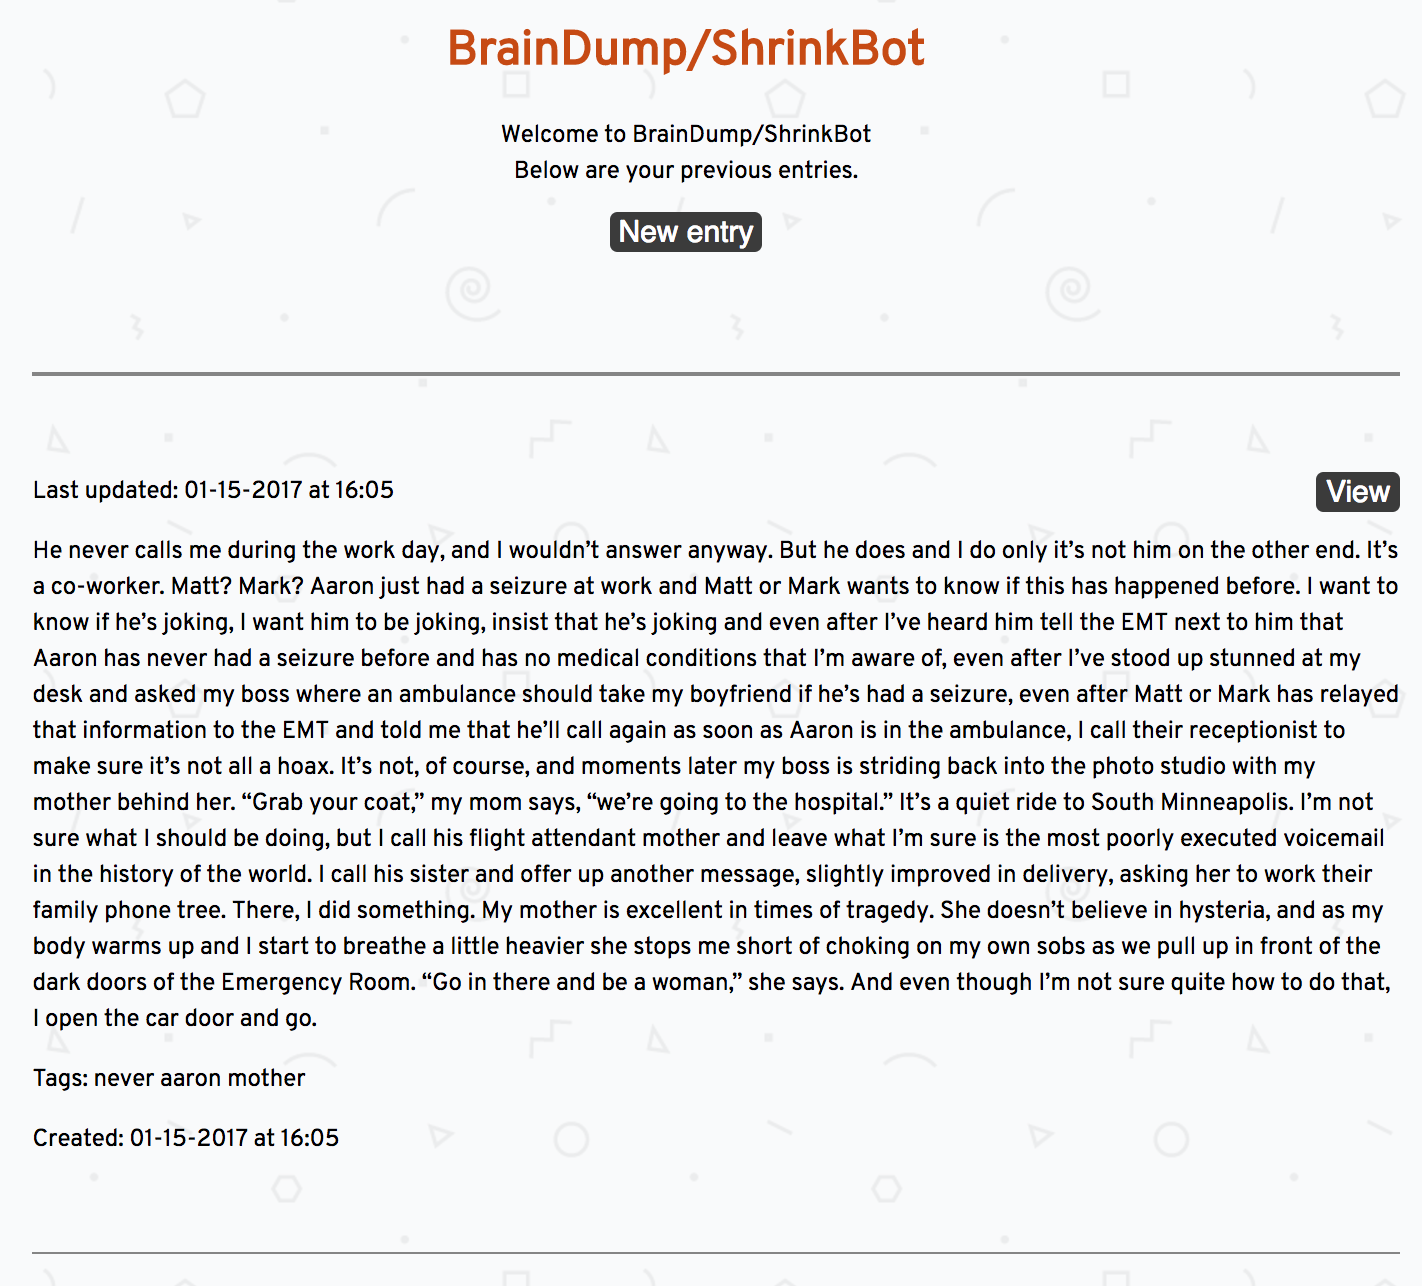 BrainDump/ShrinkBot
Welcome to BrainDump/ShrinkBot
Below are your previous entries.
New entry
Last updated: 01-15-2017 at 16:05
View
He never calls me during the work day, and I wouldn’t answer anyway. But he does and I do only it’s not him on the other end. It’s
a co-worker. Matt? Mark? Aaron just had a seizure at work and Matt or Mark wants to know if this has happened before. I want to
know if he’s joking, I want him to be joking, insist that he’s joking and even after I’ve heard him tell the EMT next to him that
Aaron has never had a seizure before and has no medical conditions that I’m aware of, even after I’ve stood up stunned at my
desk and asked my boss where an ambulance should take my boyfriend if he’s had a seizure, even after Matt or Mark has relayed
that information to the EMT and told me that he’ll call again as soon as Aaron is in the ambulance, I call their receptionist to
make sure it’s not all a hoax. It’s not, of course, and moments later my boss is striding back into the photo studio with my
mother behind her. “Grab your coat,” my mom says, “we’re going to the hospital.” It’s a quiet ride to South Minneapolis. I’m not
sure what I should be doing, but I call his flight attendant mother and leave what I’m sure is the most poorly executed voicemail
in the history of the world. I call his sister and offer up another message, slightly improved in delivery, asking her to work their
family phone tree. There, I did something. My mother is excellent in times of tragedy. She doesn’t believe in hysteria, and as my
body warms up and I start to breathe a little heavier she stops me short of choking on my own sobs as we pull up in front of the
dark doors of the Emergency Room. “Go in there and be a woman,” she says. And even though I’m not sure quite how to do that,
I open the car door and go.
Tags: never aaron mother
Created: 01-15-2017 at 16:05